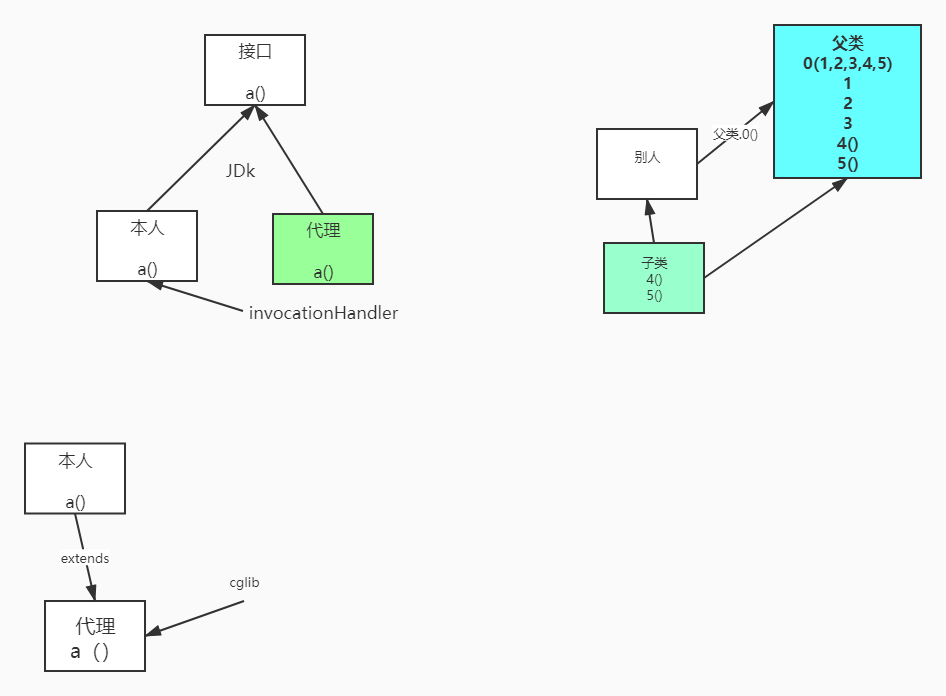 接口
a()
JDk
本人
a()
代理
a()
invocationHandler
父类
0(1,2,3,4,5)
1
2
3
4()
5()
父类.0()
别人
子类
4()
5()
本人
a()
extends
cglib
代理
a（）